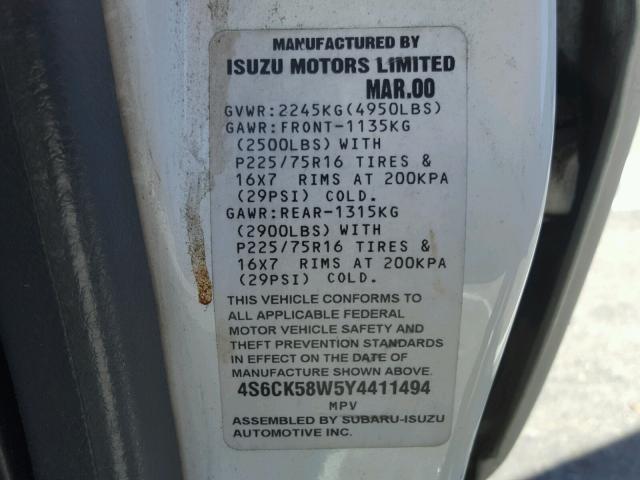 MANUFACTURED BY
ISUZU MOTORS LIMITED
MAR.00
GVWR:2245KG(4950LBS)
GAWR:FRONT-1135KG
(2500LBS) WITH
P225/75R16 TIRES &
16X7 RIMS AT 200KPA
(29PSI) COLD.
GAWR:REAR-1315KG
(2900LBS) WITH
P225/75R16 TIRES &
16X7 RIMS AT 200KPA
(29PSI) COLD.
THIS VEHICLE CONFORMS TO
ALL APPLICABLE FEDERAL
MOTOR VEHICLE SAFETY AND
THEFT PREVENTION STANDARDS
IN EFFECT ON THE DATE OF
MANUFACTURE SHOWN ABOVE.
4S6CK58W5Y4411494
MPV
ASSEMBLED BY SUBARU-ISUZU
AUTOMOTIVE INC.